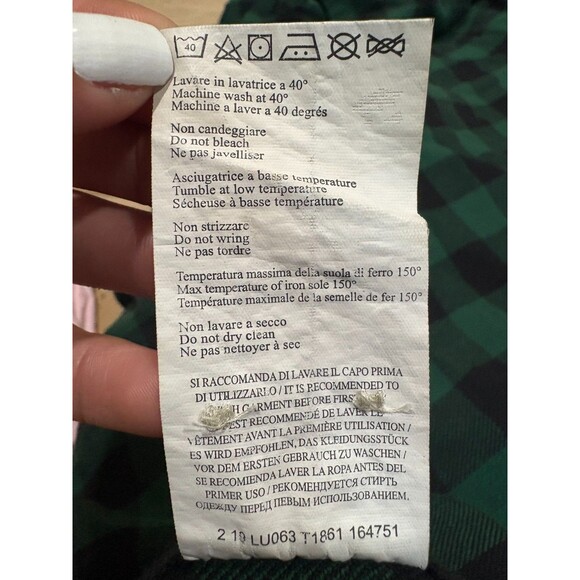 40
Lavare in lavatrice a 40°
Machine wash at 40°
Machine a laver a 40 degrés
Non candeggiare
Do not bleach
Ne pas javelliser
Asciugatrice a basse temperature
Tumble at low temperature
Sécheuse à basse température
Non strizzare
Do not wring
Ne pas tordre
Temperatura massima della suola di ferro 150°
Max temperature of iron sole 150°
Température maximale de la semelle de fer 150°
Non lavare a secco
Do not dry clean
Ne pas nettoyer à sec
SI RACCOMANDA DI LAVARE IL CAPO PRIMA
DI UTILIZZARLO / IT IS RECOMMENDED TO
GARMENT BEFORE
EST RECOMMENDÉ DE LAVER LE
VÊTEMENT AVANT LA PREMIÈRE UTILISATION /
ES WIRD EMPFOHLEN, DAS KLEIDUNGSSTÜCK
VOR DEM ERSTEN GEBRAUCH ZU WASCHEN /
SE RECOMIENDA LAVER LA ROPA ANTES DEL
PRIMER USO / РЕКОМЕНДУЕТСЯ СТИРТЬ
ОДЕЖДУ ПЕРЕД ПЕВЫМ ИСПОЛЬЗОВАНИЕМ.
2 19 LU063 T1861 164751